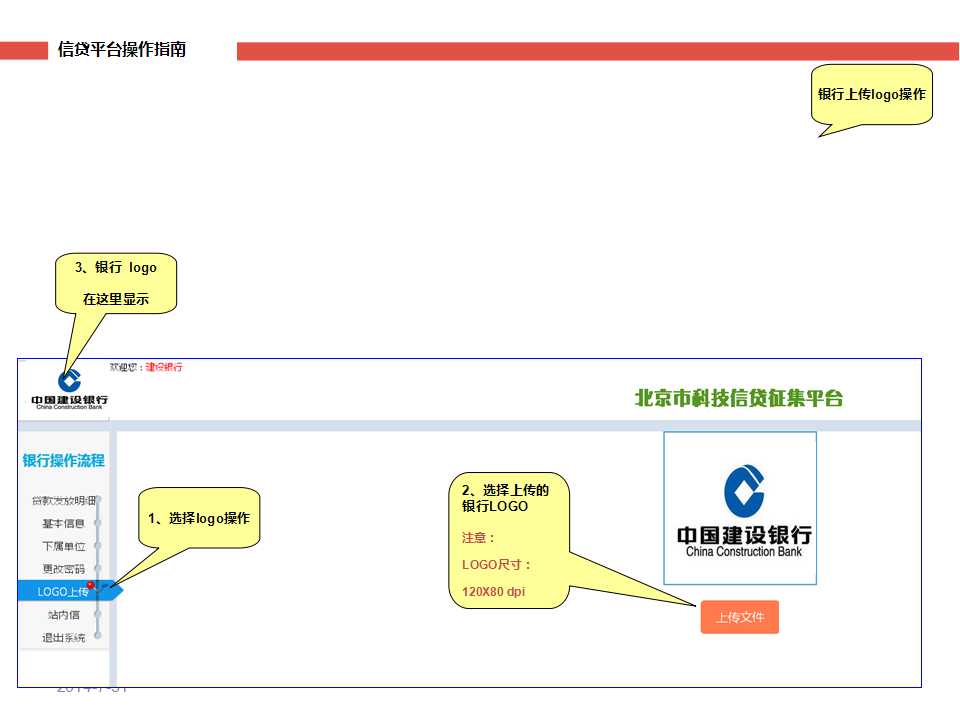 信贷平台操作指南
银行上传logo操作
3、银行 logo
在这里显示
欢迎您：建设银行
中国建设银行
China Construction Bank
北京市科技信贷征集平台
银行操作流程
贷款发放明细
基本信息
下属单位
更改密码
LOGO上传
站内信
退出系统
1、选择logo操作
2、选择上传的
银行LOGO
注意：
LOGO尺寸：
120X80 dpi
中国建设银行
China Construction Bank
上传文件
2014-7-31